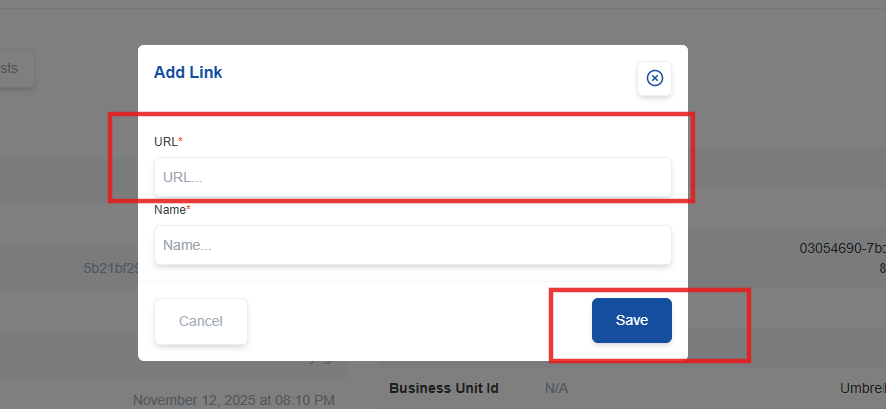 sts
Add Link
URL*
URL...
Name*
Name...
03054690-7b
5b21bf29
8
Cancel
Save
Business Unit Id N/A
Umbrel
November 12, 2025 at 08:10 PM